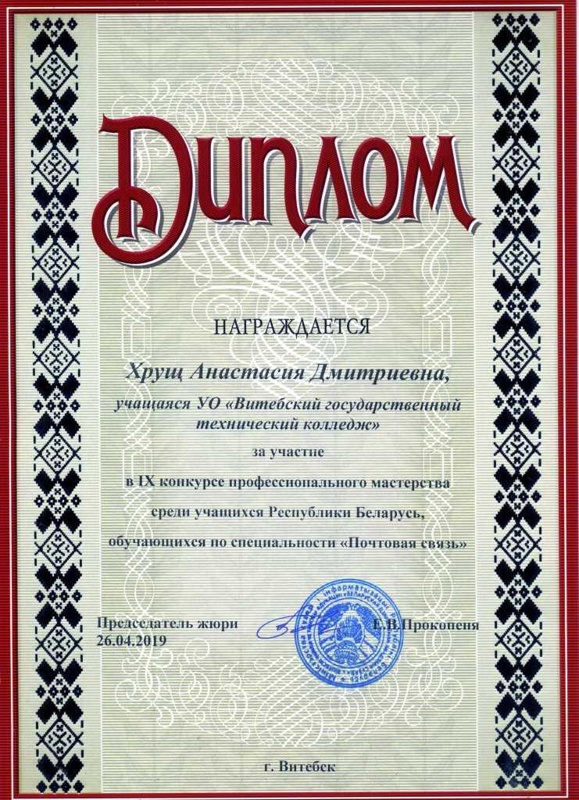 Диплом
НАГРАЖДАЕТСЯ
Хрущ Анастасия Дмитриевна,
учащаяся УО «Витебский государственный
технический колледж»
за участие
в IX конкурсе профессионального мастерства
среди учащихся Республики Беларусь,
обучающихся по специальности «Почтовая связь»
Председатель жюри Е.В.Прокопеня
26.04.2019
г. Витебск